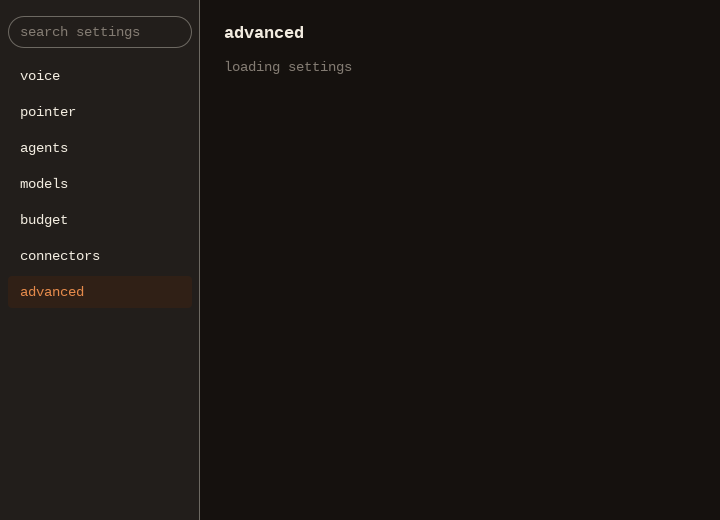 search settings
voice
pointer
agents
models
budget
connectors
advanced
advanced
loading settings